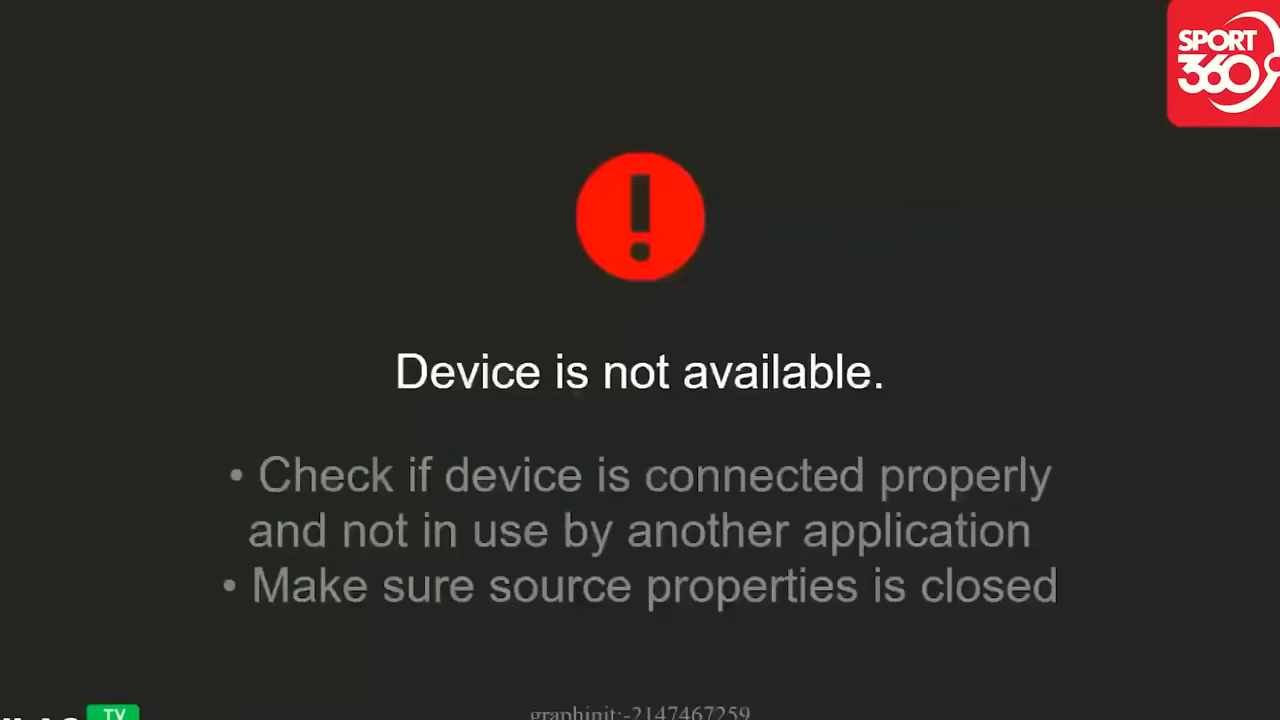 SPORT
360
Device is not available.
• Check if device is connected properly
and not in use by another application
• Make sure source properties is closed
TV
graphinit:-2147467259